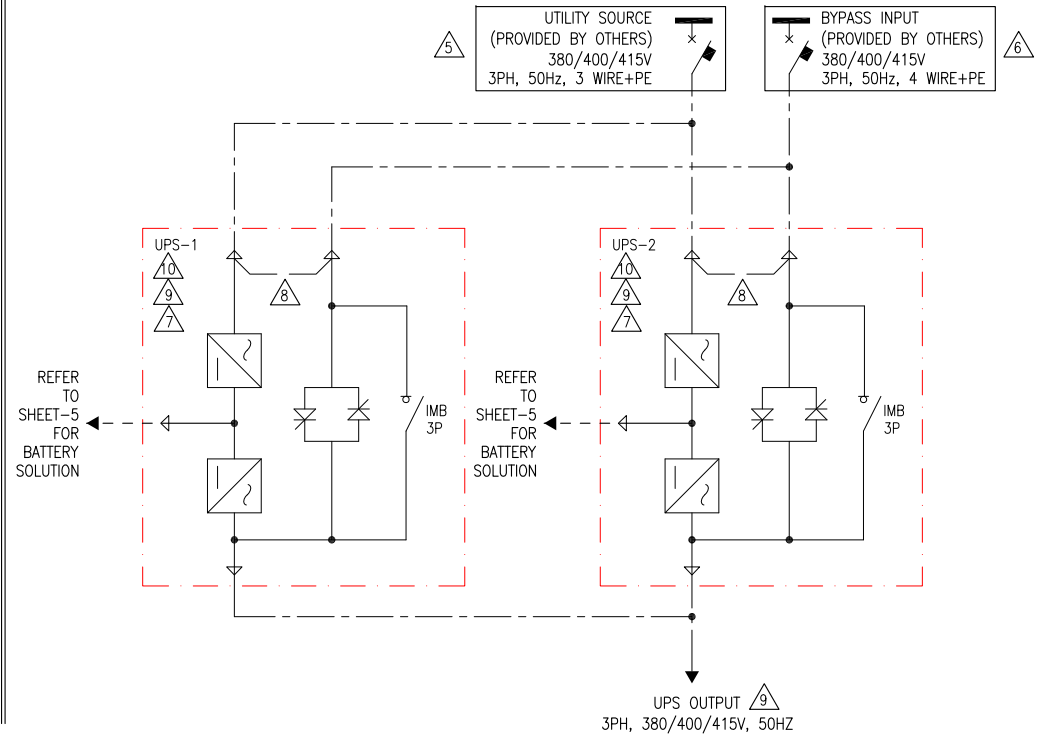 UTILITY SOURCE
(PROVIDED BY OTHERS)
380/400/415V
3PH, 50Hz, 3 WIRE+PE
5
BYPASS INPUT
(PROVIDED BY OTHERS)
380/400/415V
3PH, 50Hz, 4 WIRE+PE
6
UPS-1
10
9
7
8
REFER
TO
SHEET-5
FOR
BATTERY
SOLUTION
IMB
3P
UPS-2
10
9
7
8
REFER
TO
SHEET-5
FOR
BATTERY
SOLUTION
IMB
3P
UPS OUTPUT 9
3PH, 380/400/415V, 50HZ